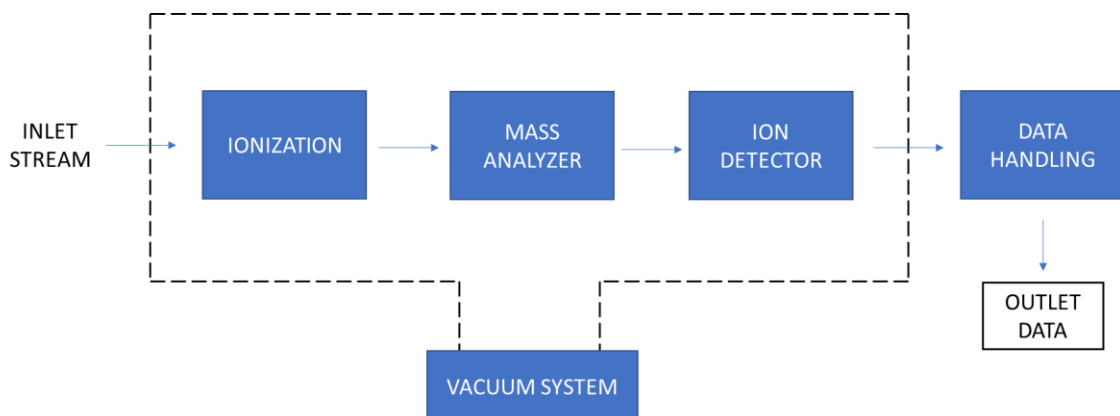 INLET
STREAM
IONIZATION
MASS
ANALYZER
ION
DETECTOR
DATA
HANDLING
OUTLET
DATA
VACUUM SYSTEM